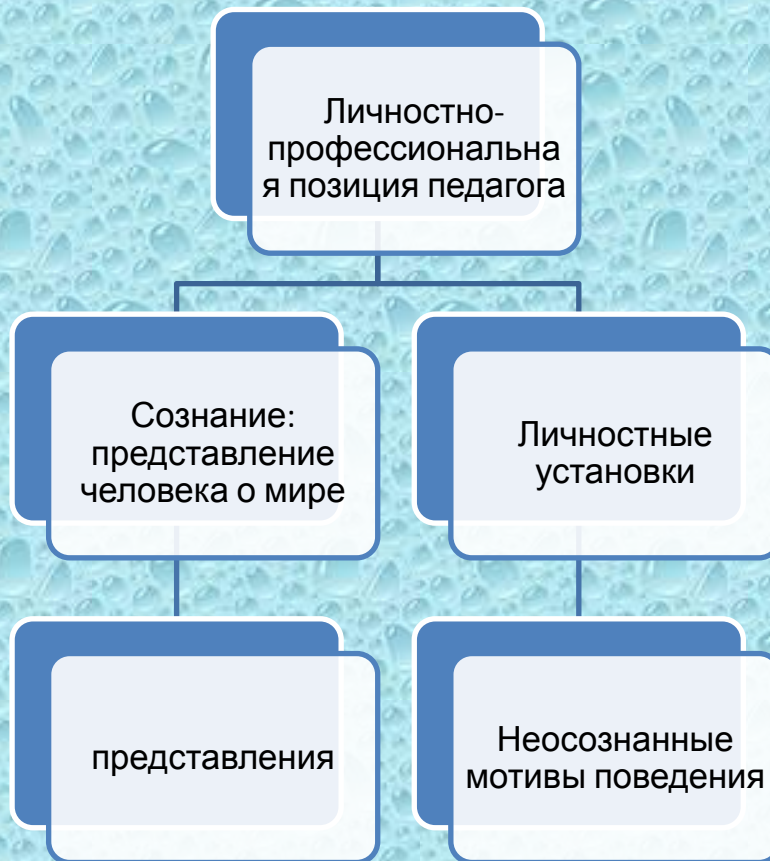 Личностно-
профессиональна
я позиция педагога
Сознание:
представление
человека о мире
Личностные
установки
представления
Неосознанные
мотивы поведения